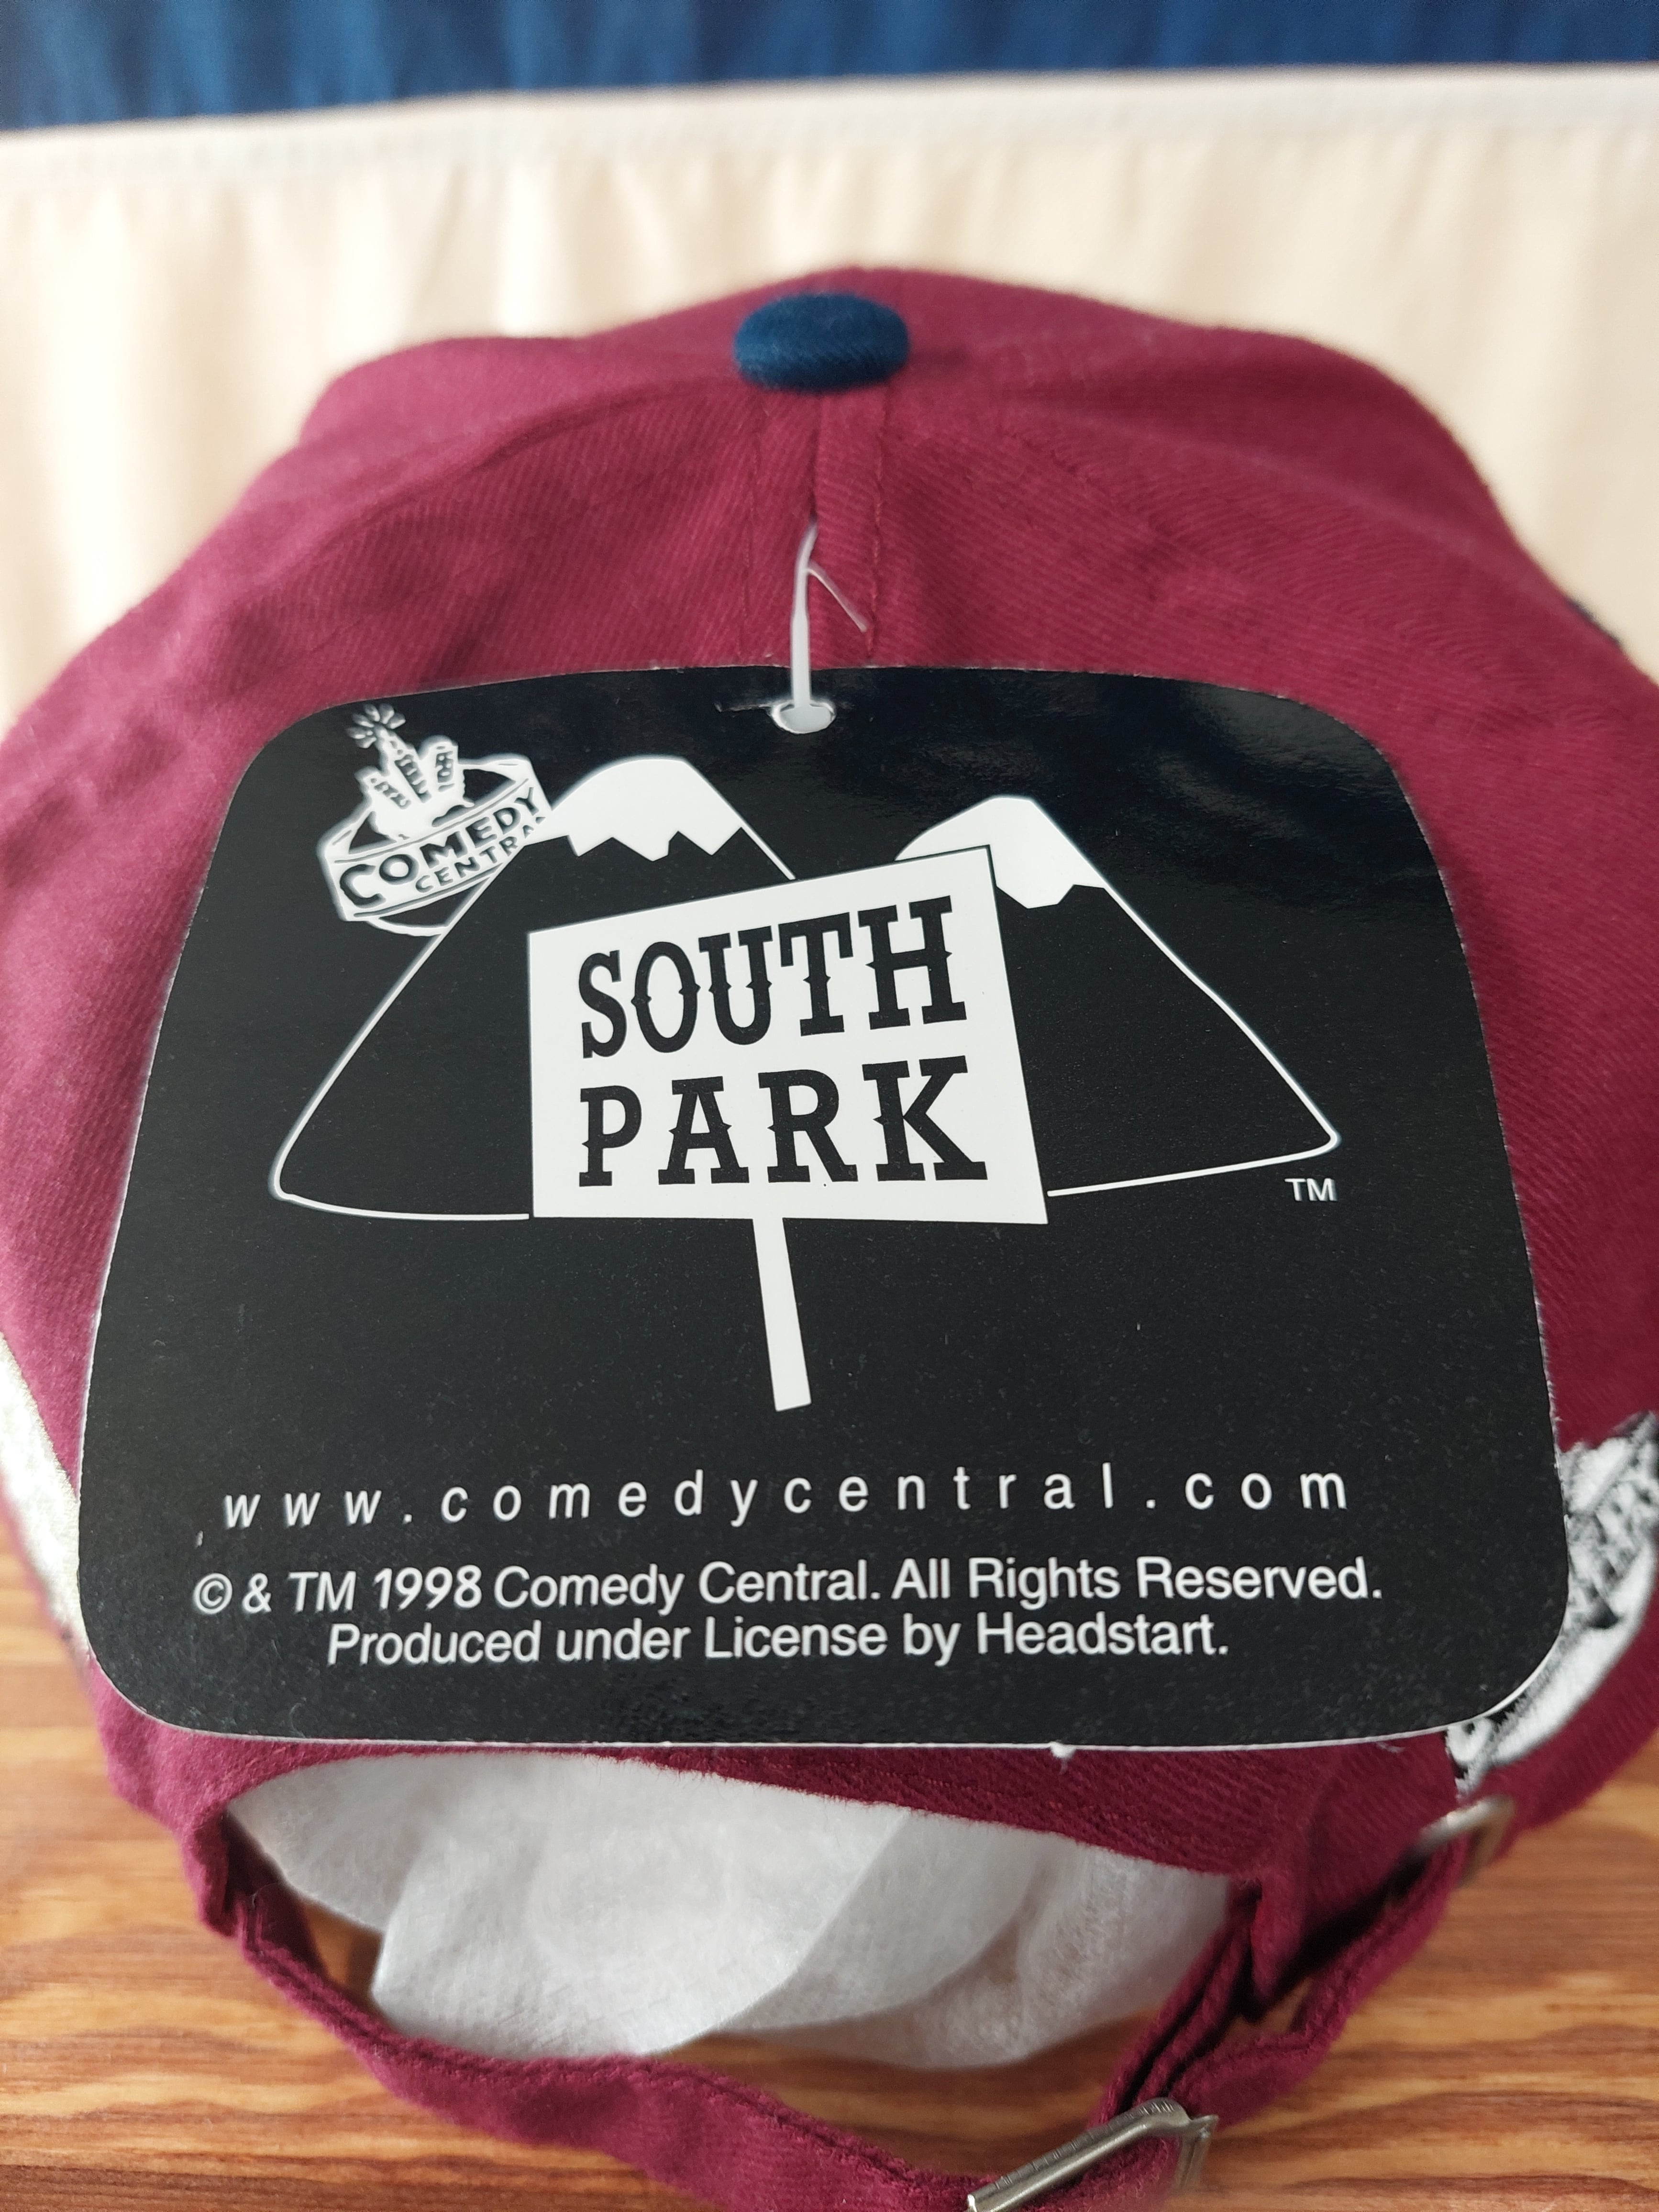 COMEDY
CENTRAL
SOUTH
PARK
TM
www.comedycentral.com
© & TM 1998 Comedy Central. All Rights Reserved.
Produced under License by Headstart.